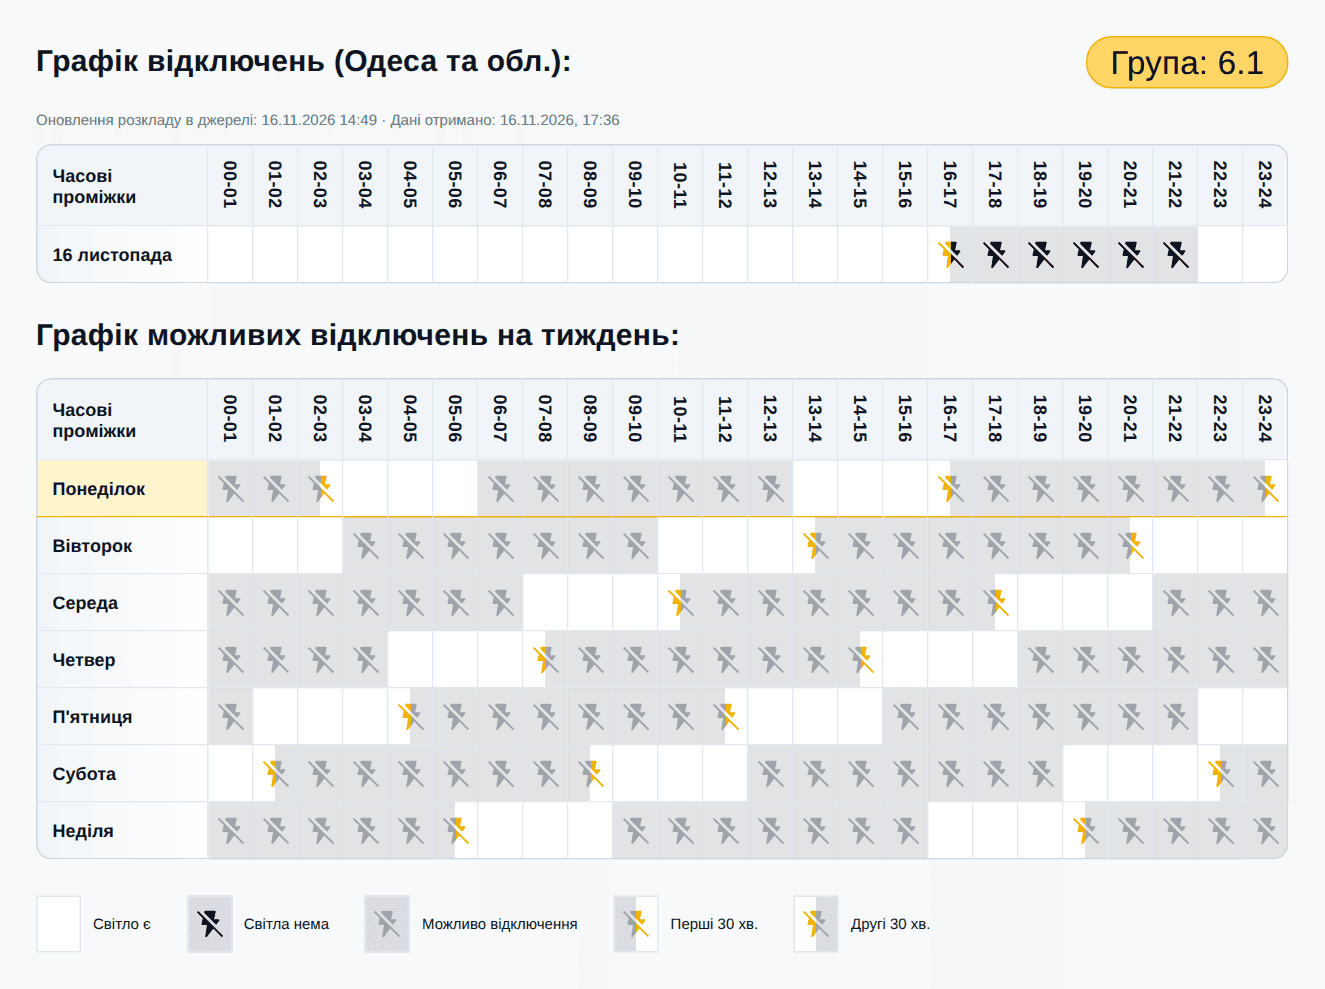 Графік відключень (Одеса та обл.):
Група: 6.1
Оновлення розкладу в джерелі: 16.11.2026 14:49 · Дані отримано: 16.11.2026, 17:36
Часові
проміжки
00-01 01-02 02-03 03-04 04-05 05-06 06-07 07-08 08-09 09-10 10-11 11-12 12-13 13-14 14-15 15-16 16-17 17-18 18-19 19-20 20-21 21-22 22-23 23-24
16 листопада
Графік можливих відключень на тиждень:
Часові
проміжки
00-01 01-02 02-03 03-04 04-05 05-06 06-07 07-08 08-09 09-10 10-11 11-12 12-13 13-14 14-15 15-16 16-17 17-18 18-19 19-20 20-21 21-22 22-23 23-24
Понеділок
Вівторок
Середа
Четвер
П'ятниця
Субота
Неділя
Світло є
Світла нема
Можливо відключення
Перші 30 хв.
Другі 30 хв.